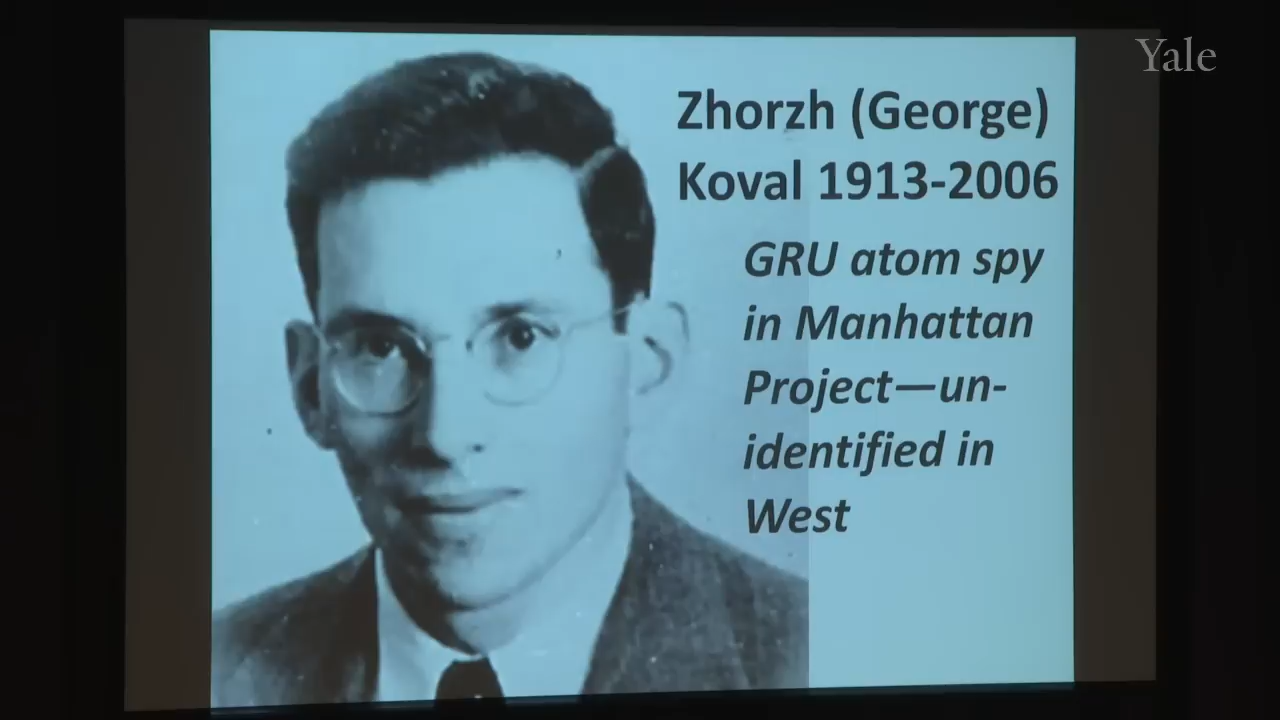 Yale
Zhorzh (George)
Koval 1913-2006
GRU atom spy
in Manhattan
Project—un-
identified in
West